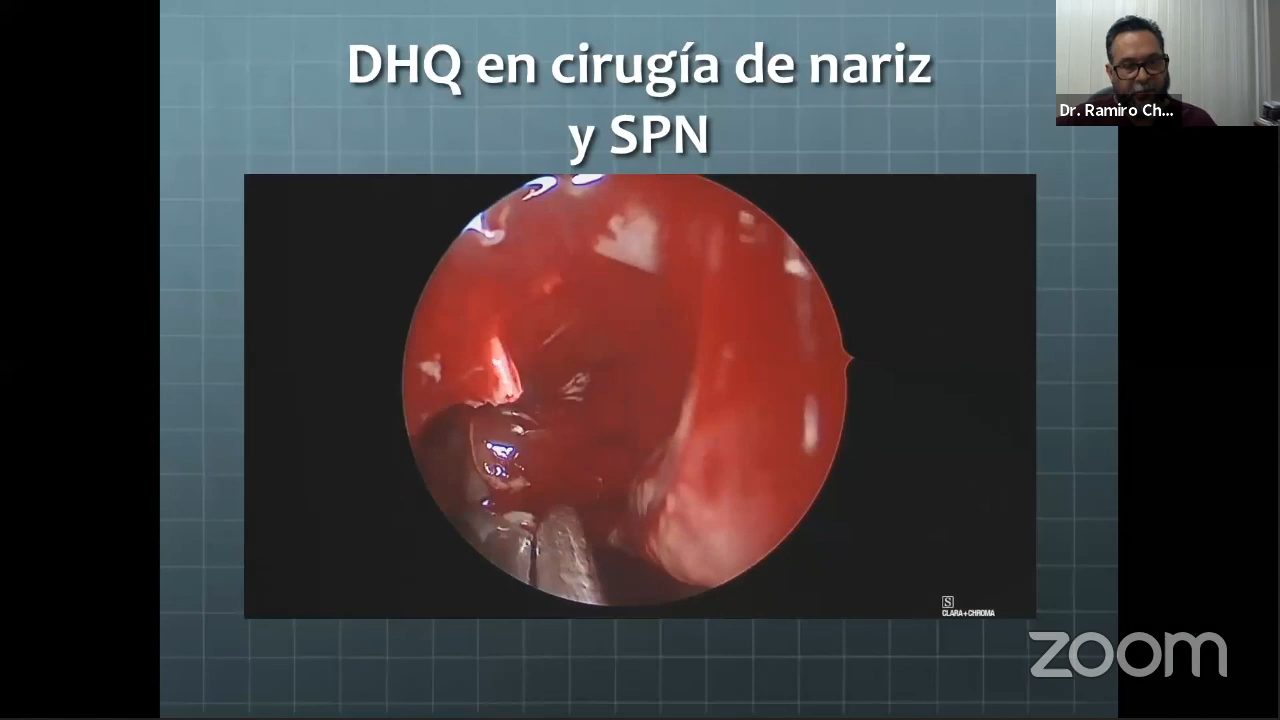 DHQ en cirugía de nariz
y SPN
Dr. Ramiro Ch...
S
CLARA+CHROMA
zoom